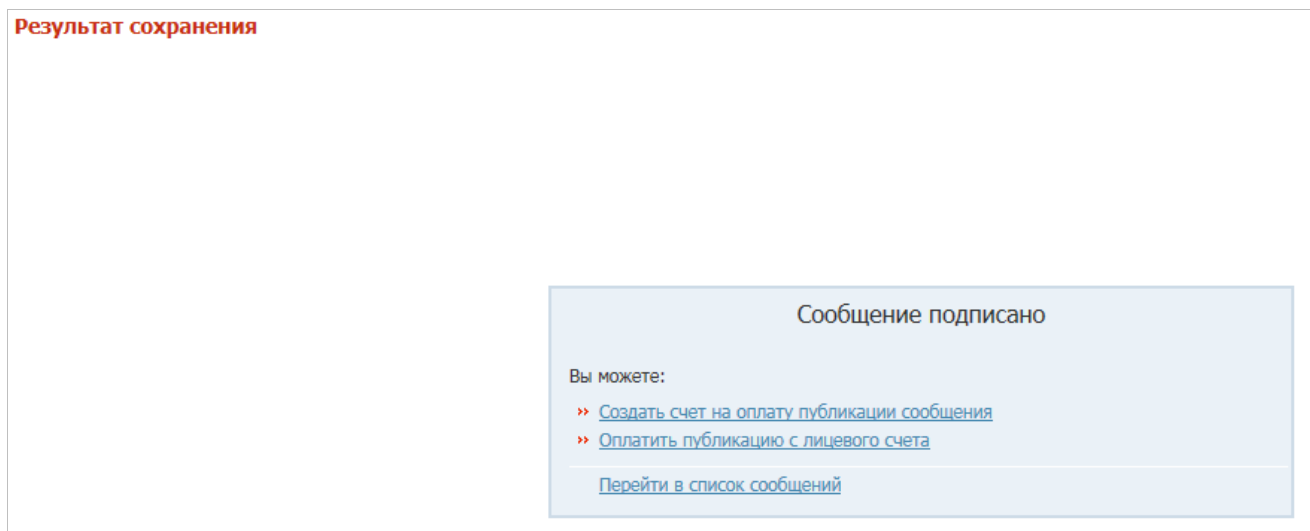 Результат сохранения
Сообщение подписано
Вы можете:
Создать счет на оплату публикации сообщения
Оплатить публикацию с лицевого счета
Перейти в список сообщений